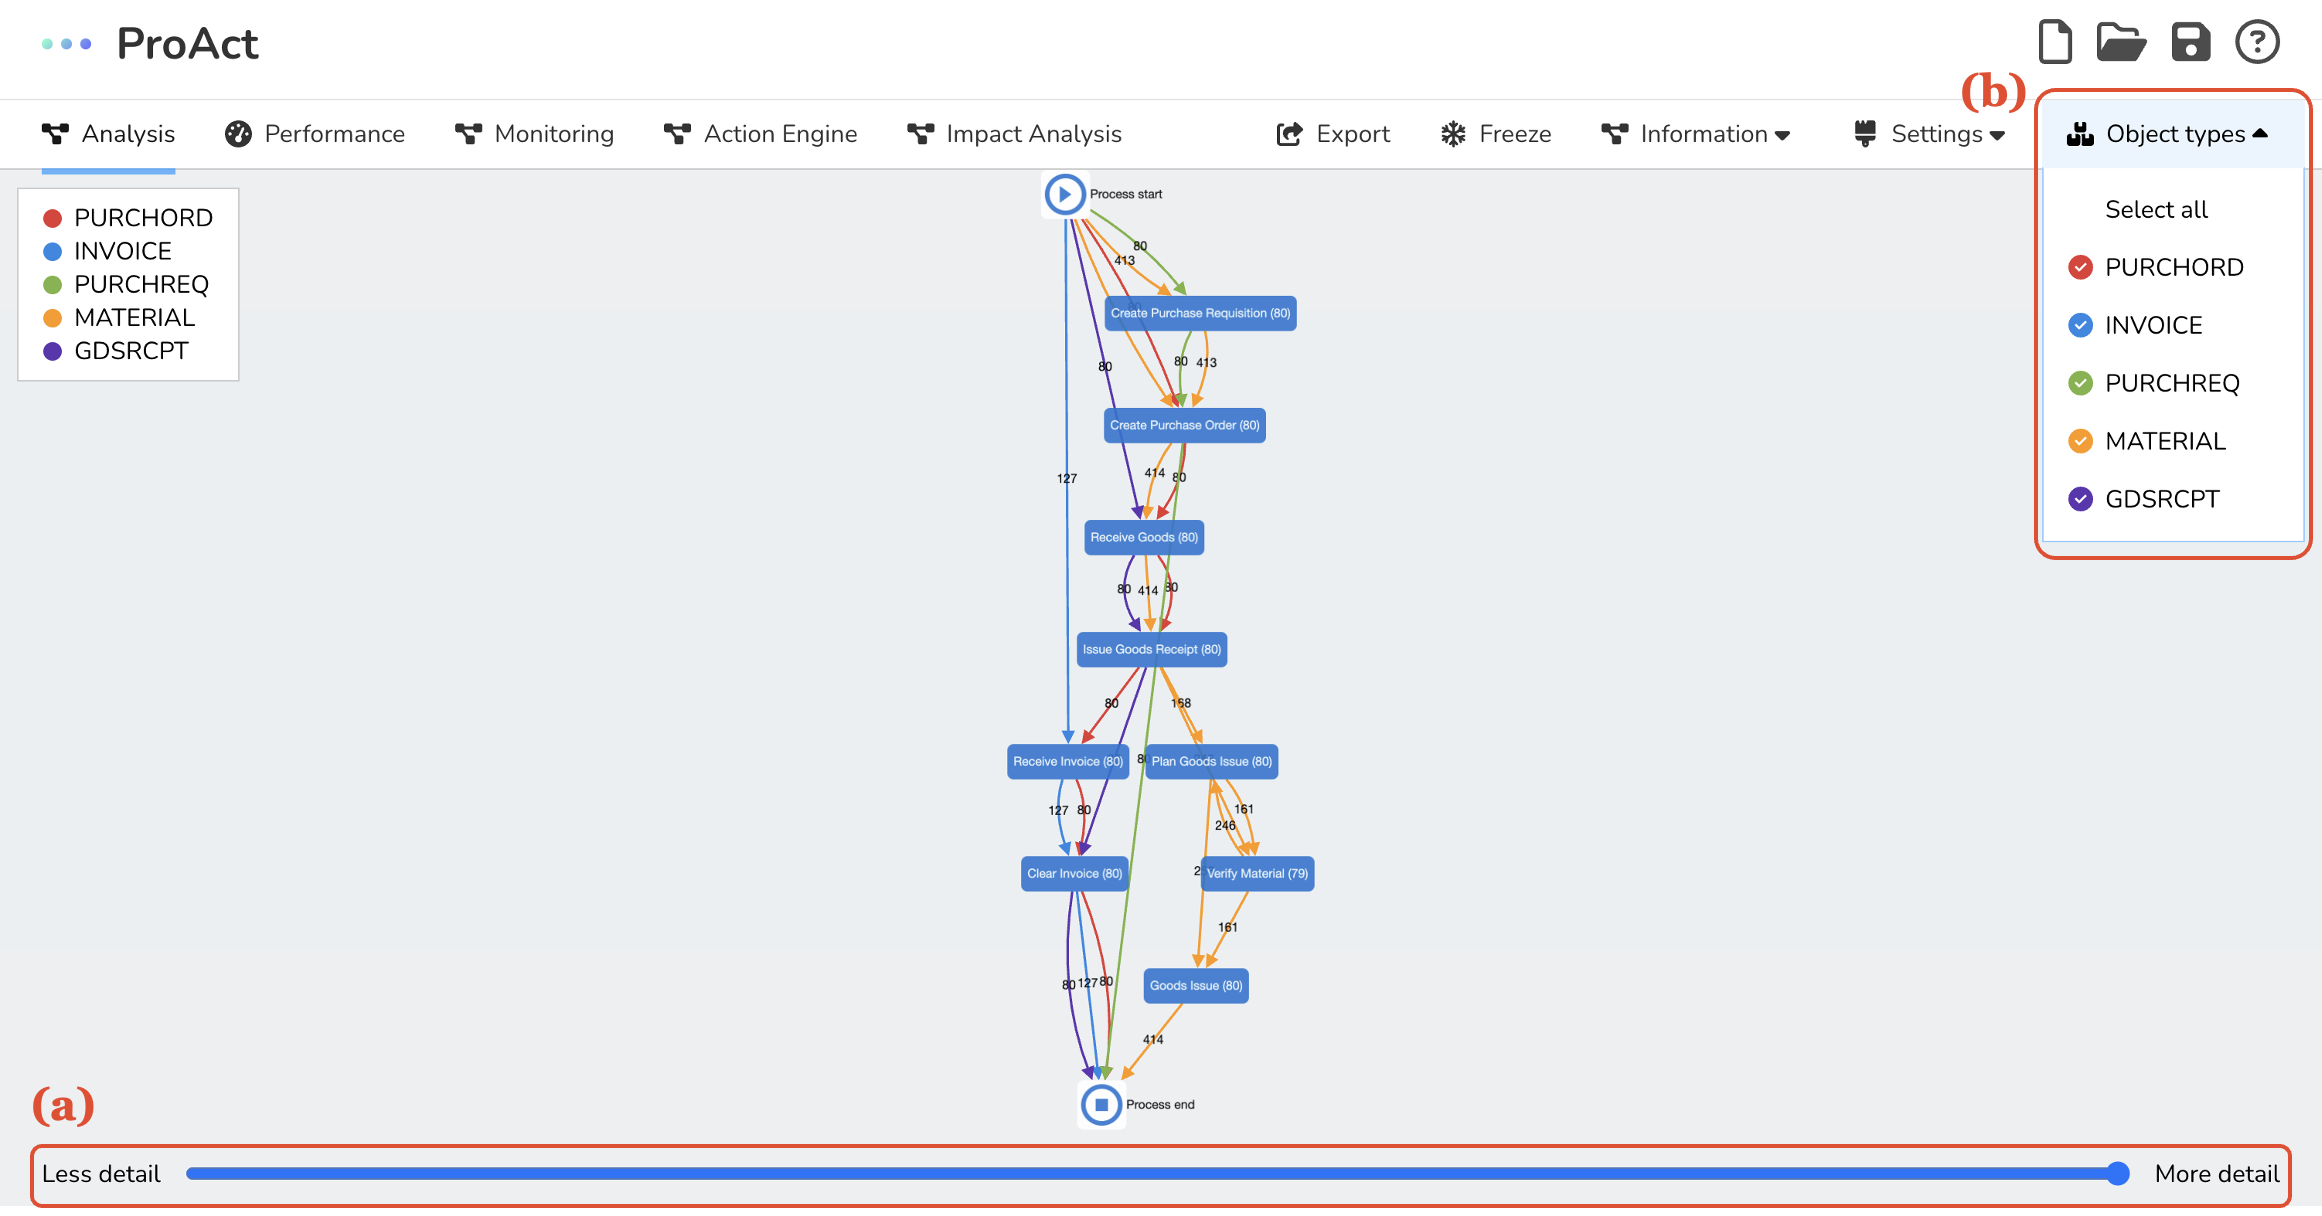 ProAct
(b)
Analysis Performance Monitoring Action Engine Impact Analysis Export Freeze Information Settings Object types
PURCHORD
INVOICE
PURCHREQ
MATERIAL
GDSRCPT
Select all
PURCHORD
INVOICE
PURCHREQ
MATERIAL
GDSRCPT
Process start
80
413
Create Purchase Requisition (80)
80
80 413
Create Purchase Order (80)
127
414 80
Receive Goods (80)
80 414 80
Issue Goods Receipt (80)
80 168
Receive Invoice (80) Plan Goods Issue (80)
127 80 161
246
Clear Invoice (80) Verify Material (79)
161
80 127 80 Goods Issue (80)
414
Process end
(a)
Less detail More detail